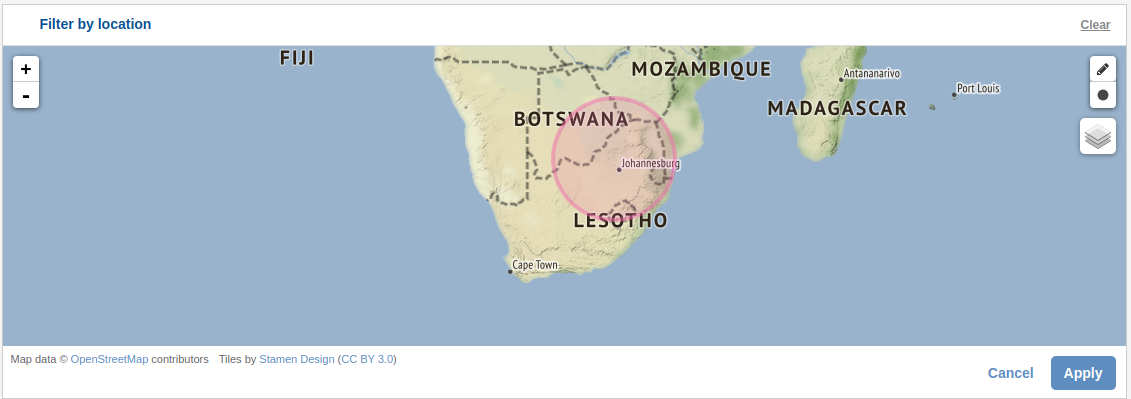 Filter by location
Clear
+
-
FIJI
MOZAMBIQUE
Antananarivo
Port Louis
MADAGASCAR
BOTSWANA
Johannesburg
LESOTHO
Cape Town
Map data © OpenStreetMap contributors Tiles by Stamen Design (CC BY 3.0)
Cancel
Apply